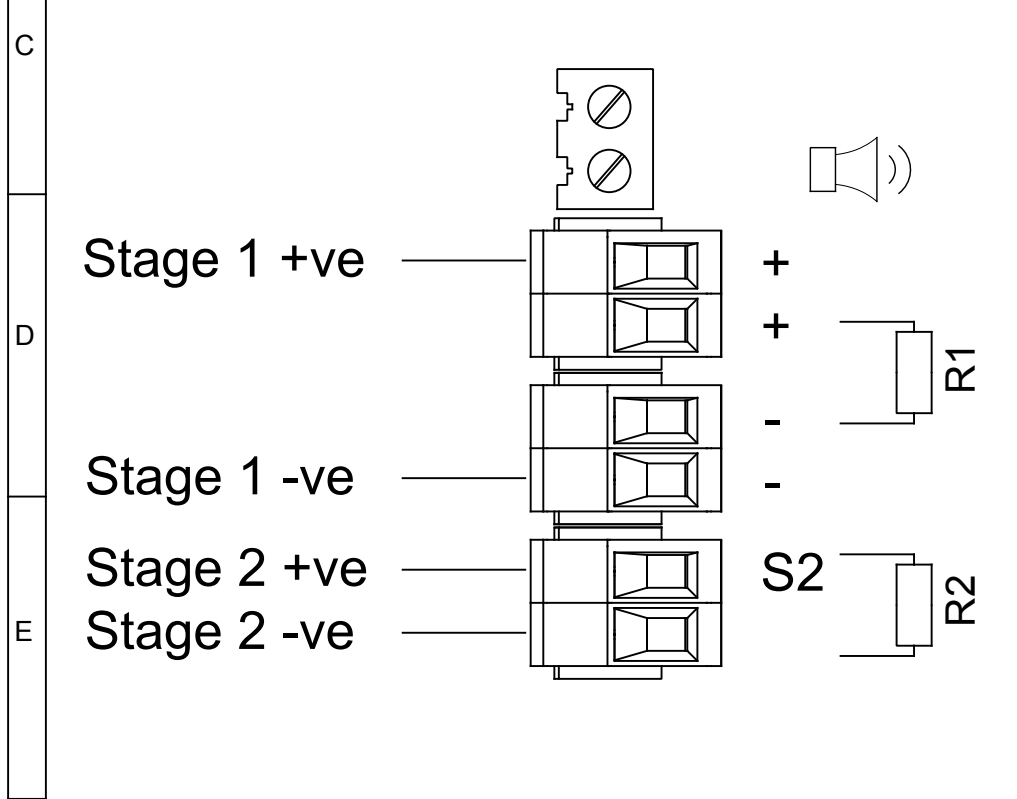 C
Stage 1 +ve +
D
+
R1
-
Stage 1 -ve -
Stage 2 +ve S2
R2
E
Stage 2 -ve